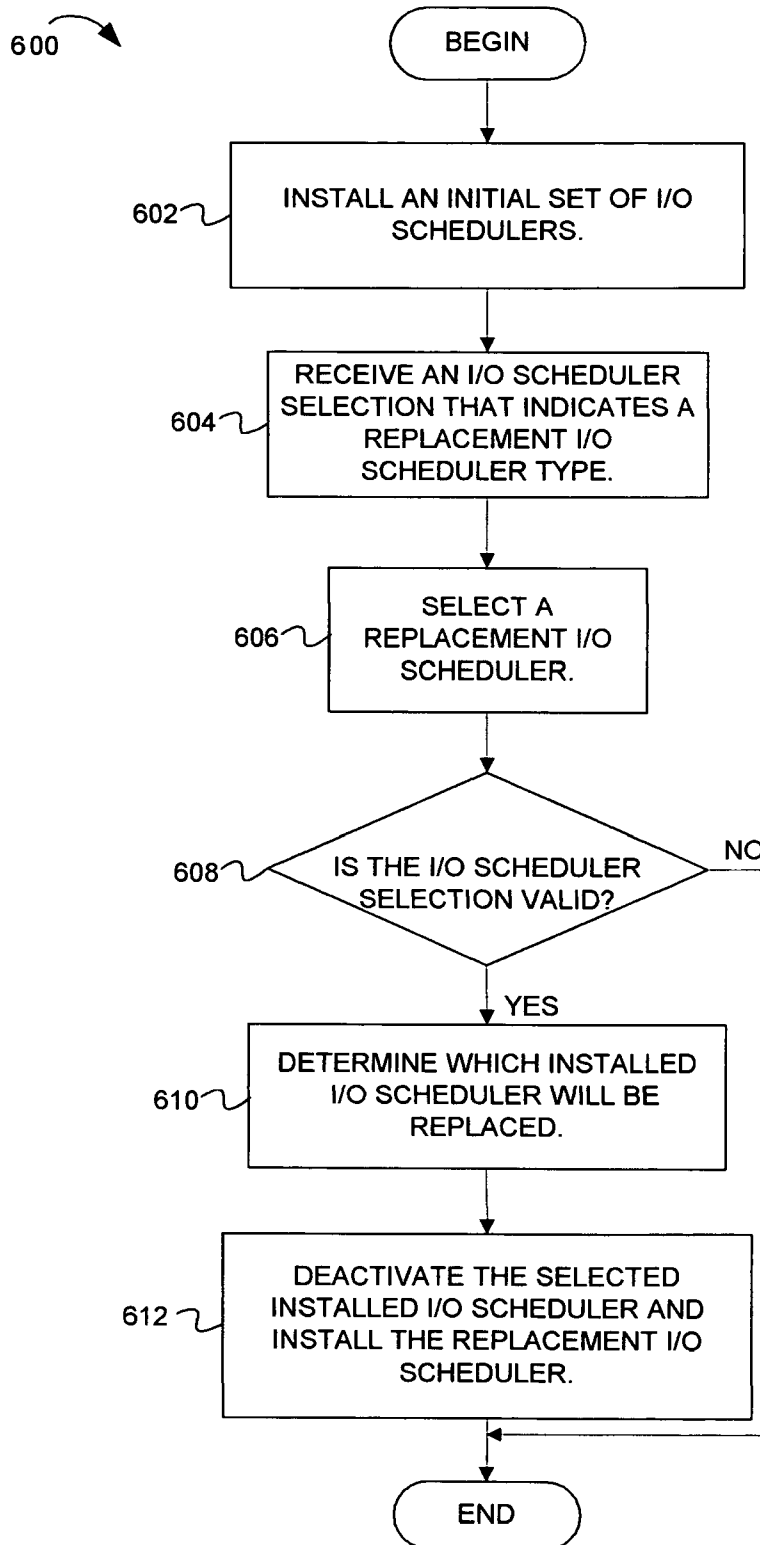 600
BEGIN
602
INSTALL AN INITIAL SET OF I/O
SCHEDULERS.
604
RECEIVE AN I/O SCHEDULER
SELECTION THAT INDICATES A
REPLACEMENT I/O
SCHEDULER TYPE.
606
SELECT A
REPLACEMENT I/O
SCHEDULER.
608
IS THE I/O SCHEDULER
SELECTION VALID?
NO
YES
610
DETERMINE WHICH INSTALLED
I/O SCHEDULER WILL BE
REPLACED.
612
DEACTIVATE THE SELECTED
INSTALLED I/O SCHEDULER AND
INSTALL THE REPLACEMENT I/O
SCHEDULER.
END